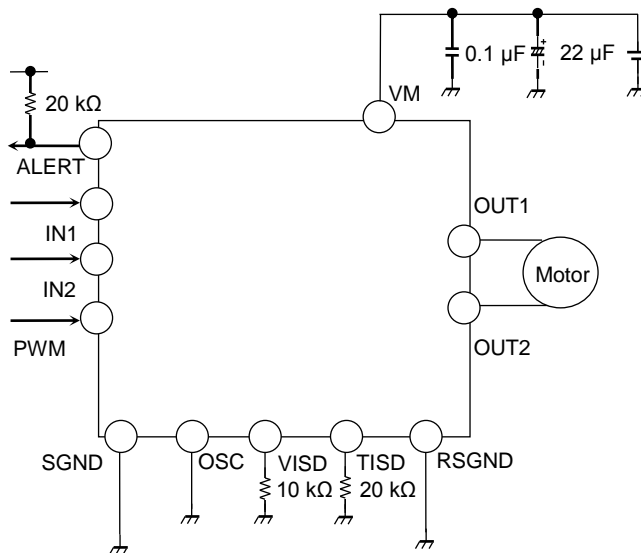 0.1 μF
22 μF
VM
20 kΩ
ALERT
IN1
IN2
PWM
OUT1
Motor
OUT2
SGND
OSC
VISD
TISD
RSGND
10 kΩ
20 kΩ